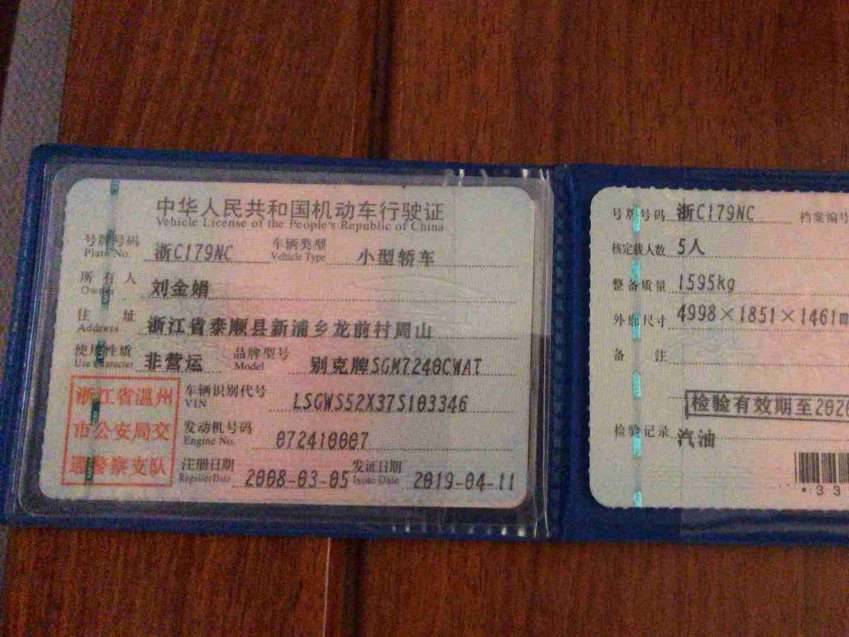 中华人民共和国机动车行驶证
Vehicle License of the People's Republic of China
号牌号码 浙C179NC 车辆类型 小型轿车
Plate No. Vehicle Type
所有人 刘金娟
Owner
住址 浙江省泰顺县新浦乡龙前村周山
Address
使用性质 非营运 品牌型号 别克牌SGM7240CWAT
Use Character Model
浙江省温州
市公安局交
通警察支队
车辆识别代号 LSGWS52X37S103346
VIN
发动机号码 072410007
Engine No.
注册日期 2008-03-05 发证日期 2019-04-11
Register Date Issue Date
号牌号码 浙C179NC 档案编号
核定载人数 5人
整备质量 1595kg
外廓尺寸 4998×1851×1461m
备注
检验有效期至2020
检验记录 汽油
*33